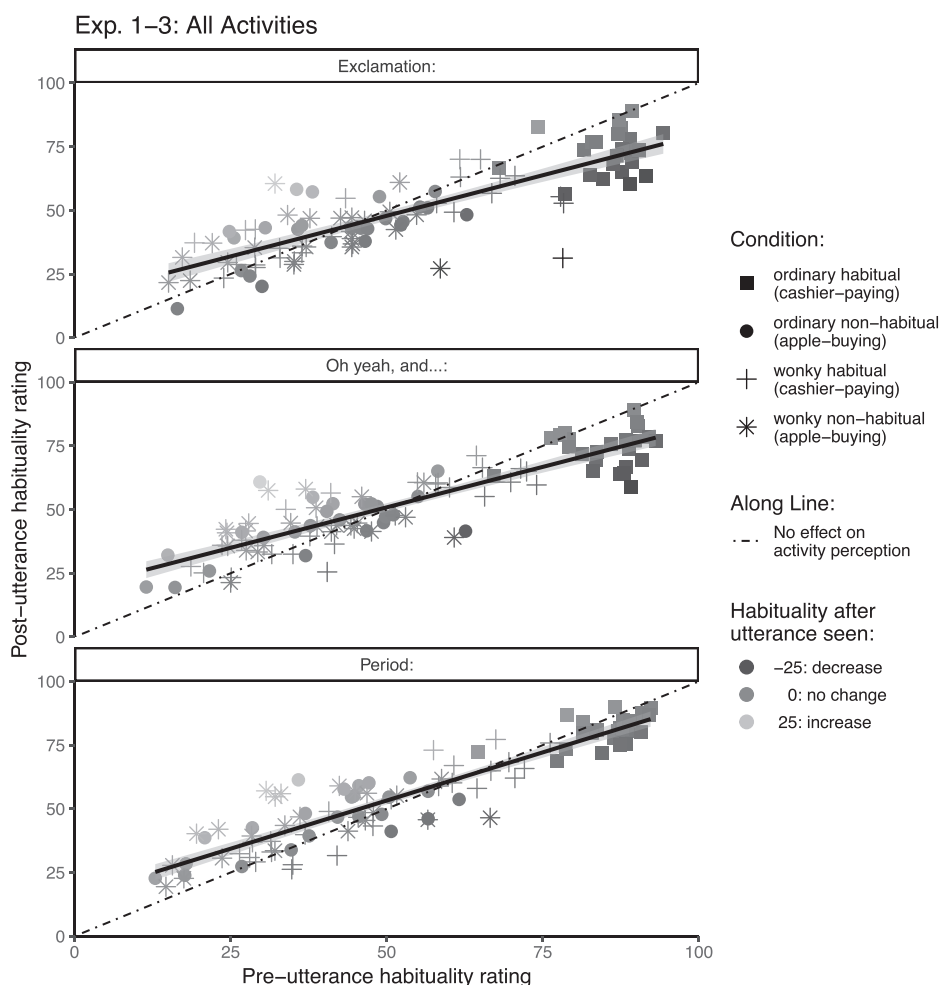 Exp. 1–3: All Activities
Exclamation:
100
75
50
25
0
Oh yeah, and...:
100
75
50
25
0
Period:
100
75
50
25
0
0
25
50
75
100
Post−utterance habituality rating
Pre−utterance habituality rating
Condition:
ordinary habitual
(cashier−paying)
ordinary non−habitual
(apple−buying)
wonky habitual
(cashier−paying)
wonky non−habitual
(apple−buying)
Along Line:
No effect on
activity perception
Habituality after
utterance seen:
−25: decrease
0: no change
25: increase